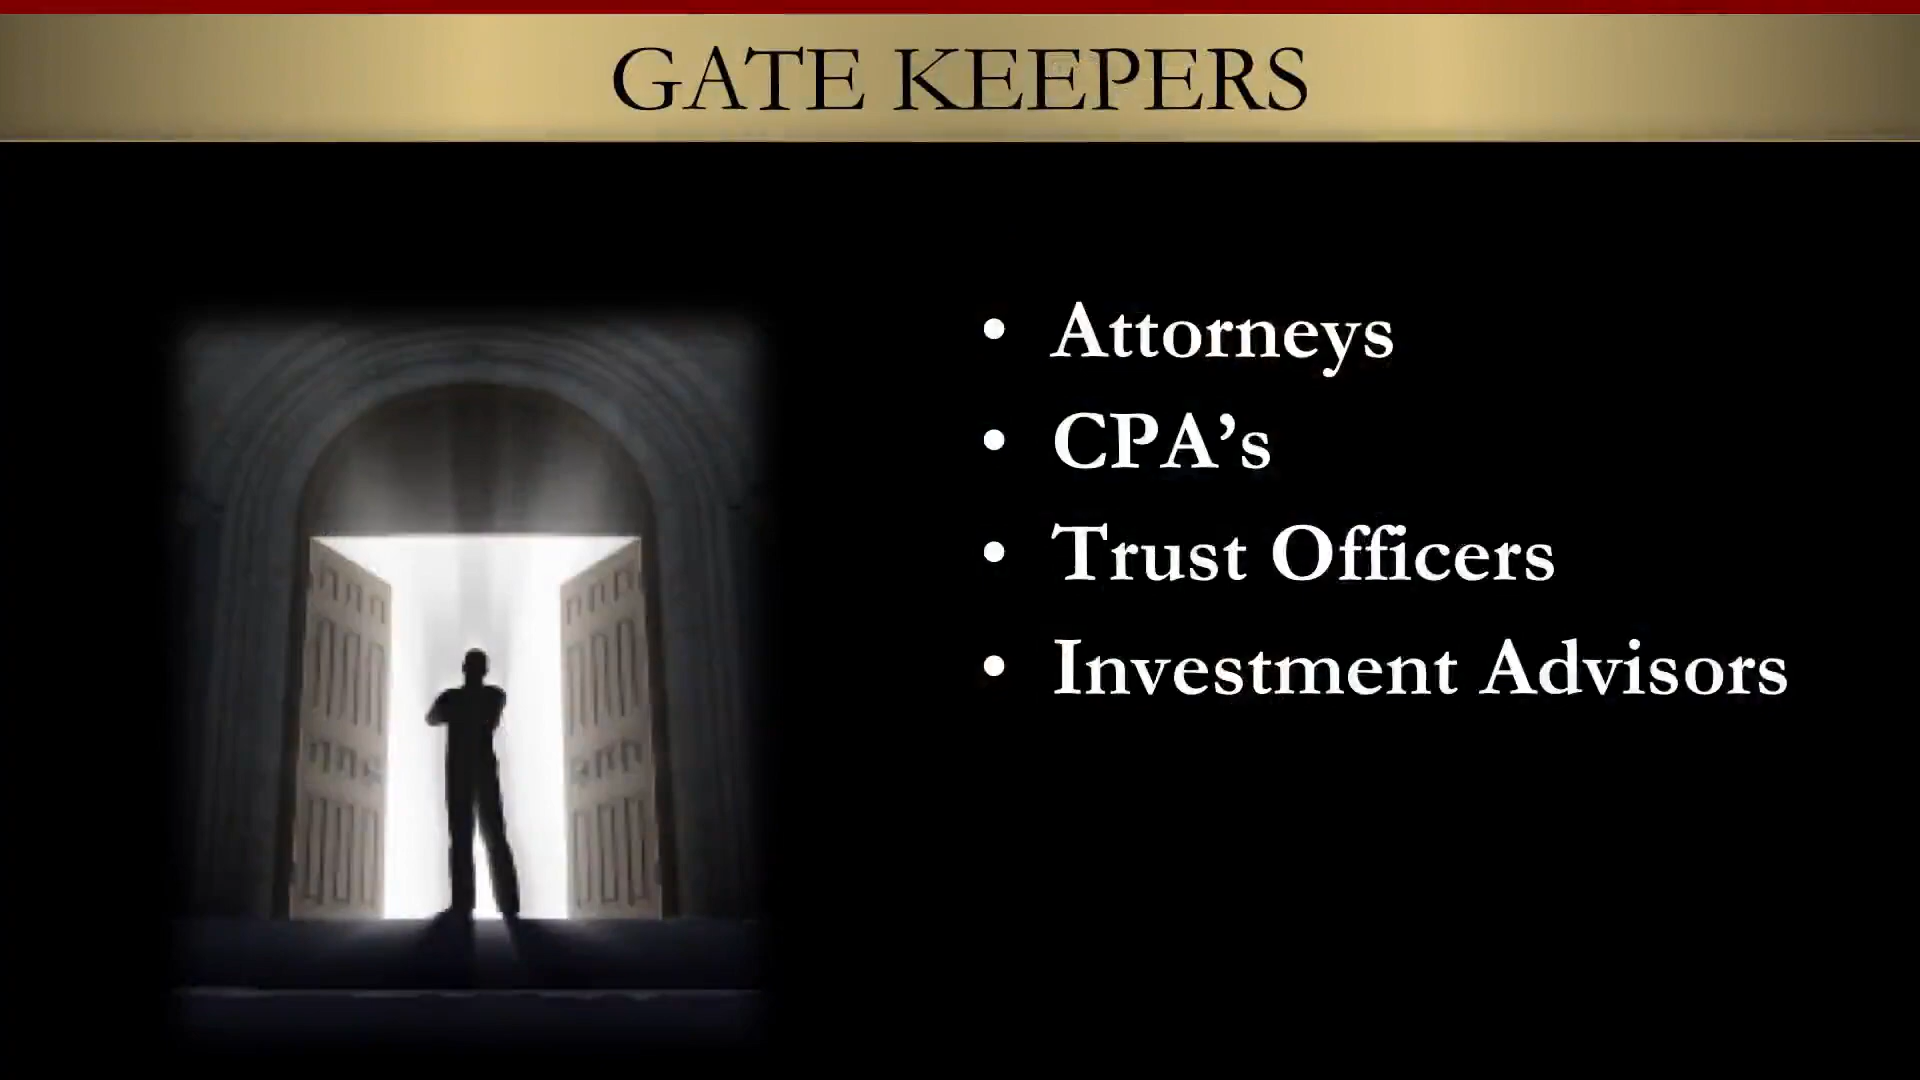 GATE KEEPERS
• Attorneys
• CPA’s
• Trust Officers
• Investment Advisors